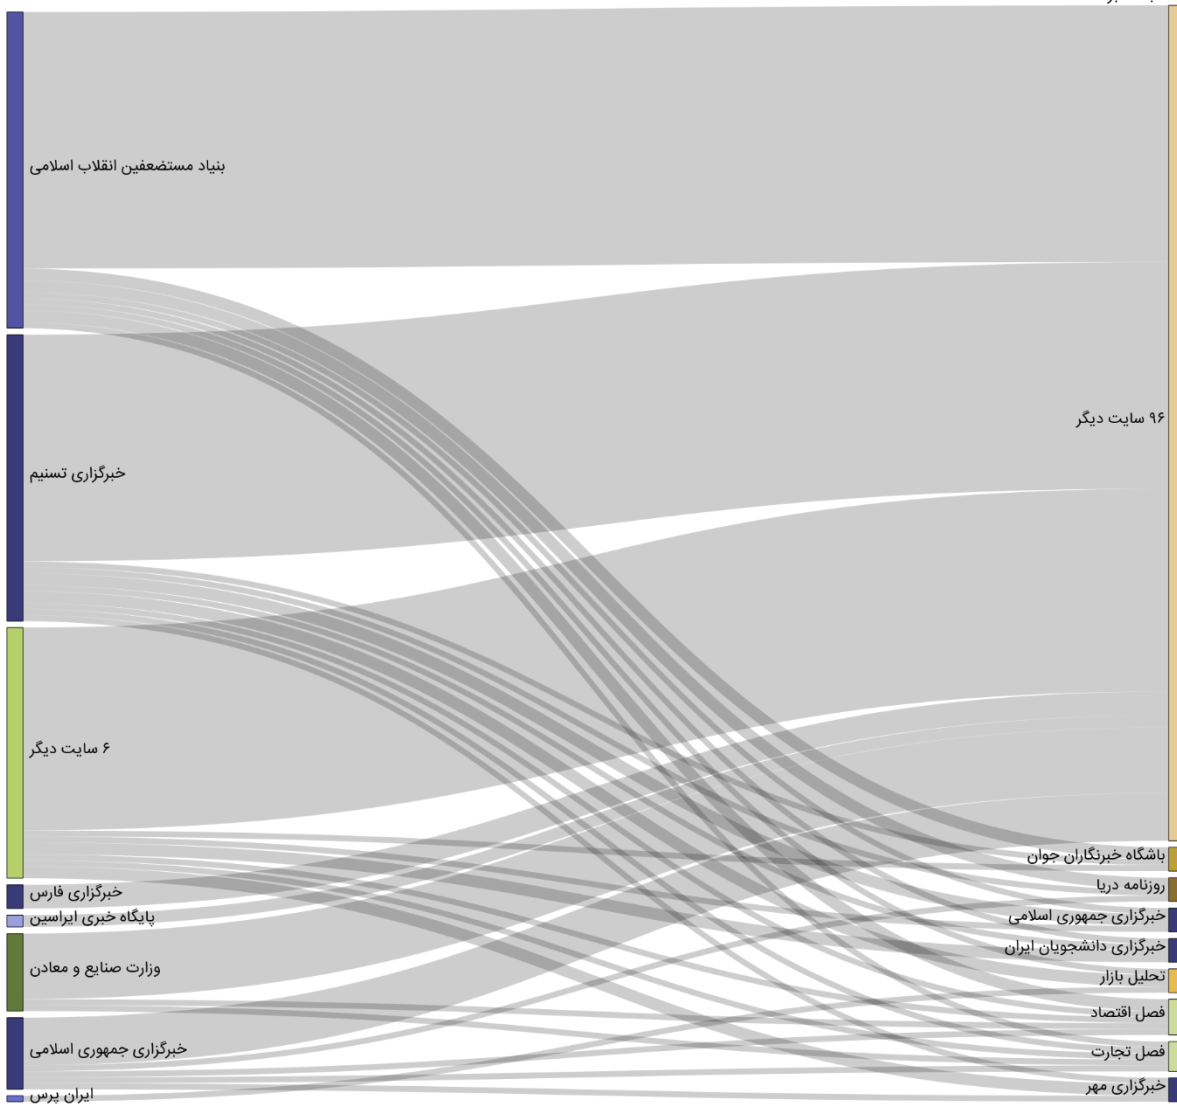 بنیاد مستضعفین انقلاب اسلامی
خبرگزاری تسنیم
۶ سایت دیگر
خبرگزاری فارس
پایگاه خبری ایراسین
وزارت صنایع و معادن
خبرگزاری جمهوری اسلامی
ایران پرس
۹۶ سایت دیگر
باشگاه خبرنگاران جوان
روزنامه دریا
خبرگزاری جمهوری اسلامی
خبرگزاری دانشجویان ایران
تحلیل بازار
فصل اقتصاد
فصل تجارت
خبرگزاری مهر